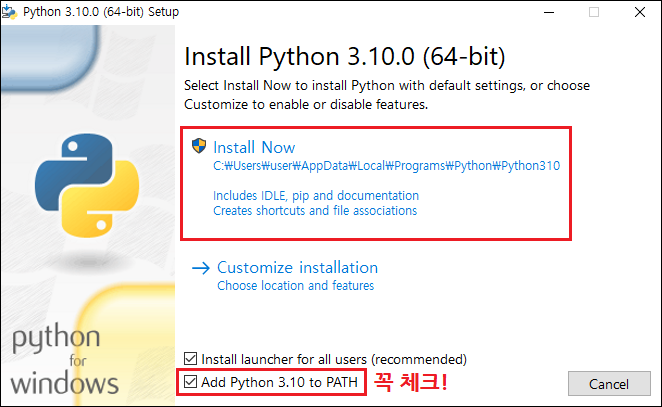 Python 3.10.0 (64-bit) Setup
Install Python 3.10.0 (64-bit)
Select Install Now to install Python with default settings, or choose
Customize to enable or disable features.
Install Now
C:₩Users₩user₩AppData₩Local₩Programs₩Python₩Python310
Includes IDLE, pip and documentation
Creates shortcuts and file associations
Customize installation
Choose location and features
python
for
windows
Install launcher for all users (recommended)
Add Python 3.10 to PATH 꼭 체크!
Cancel